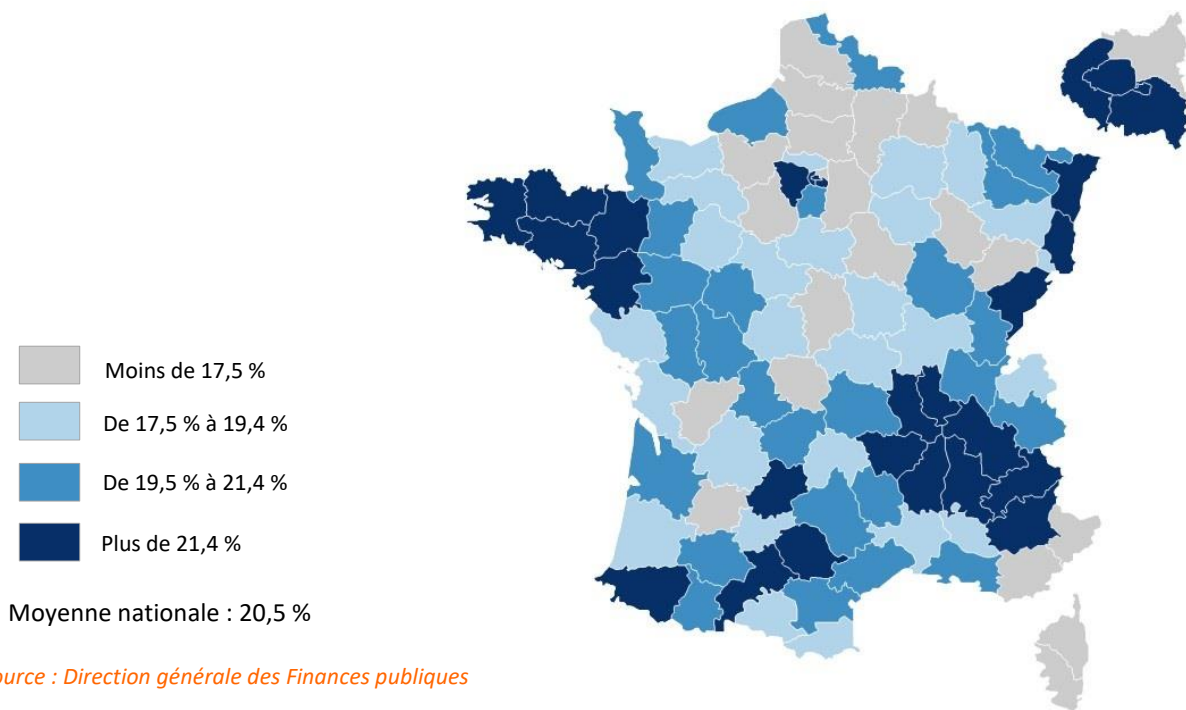 Moins de 17,5 %
De 17,5 % à 19,4 %
De 19,5 % à 21,4 %
Plus de 21,4 %
Moyenne nationale : 20,5 %
ource : Direction générale des Finances publiques